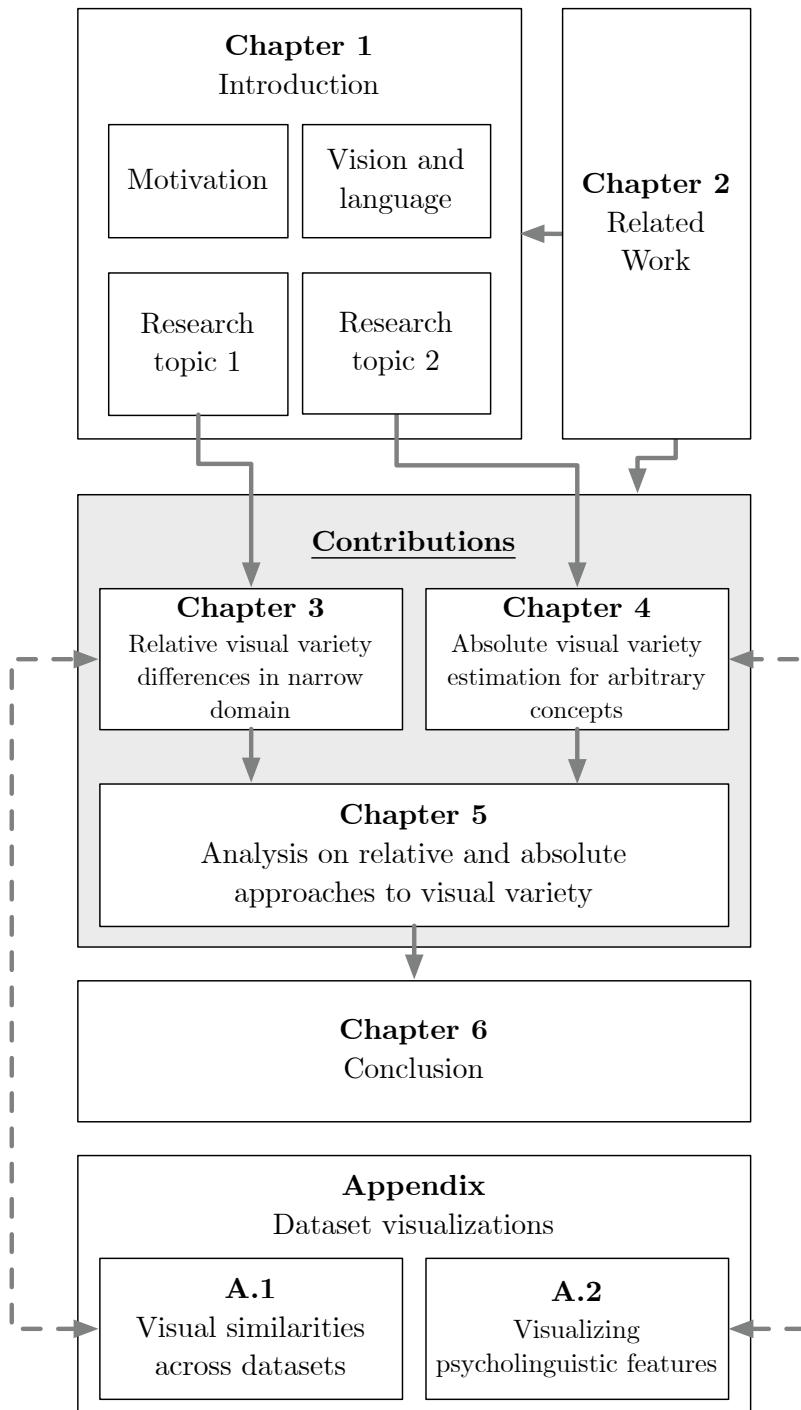 Chapter 1
Introduction
Motivation
Vision and
language
Research
topic 1
Research
topic 2
Chapter 2
Related
Work
Contributions
Chapter 3
Relative visual variety
differences in narrow
domain
Chapter 4
Absolute visual variety
estimation for arbitrary
concepts
Chapter 5
Analysis on relative and absolute
approaches to visual variety
Chapter 6
Conclusion
Appendix
Dataset visualizations
A.1
Visual similarities
across datasets
A.2
Visualizing
psycholinguistic features